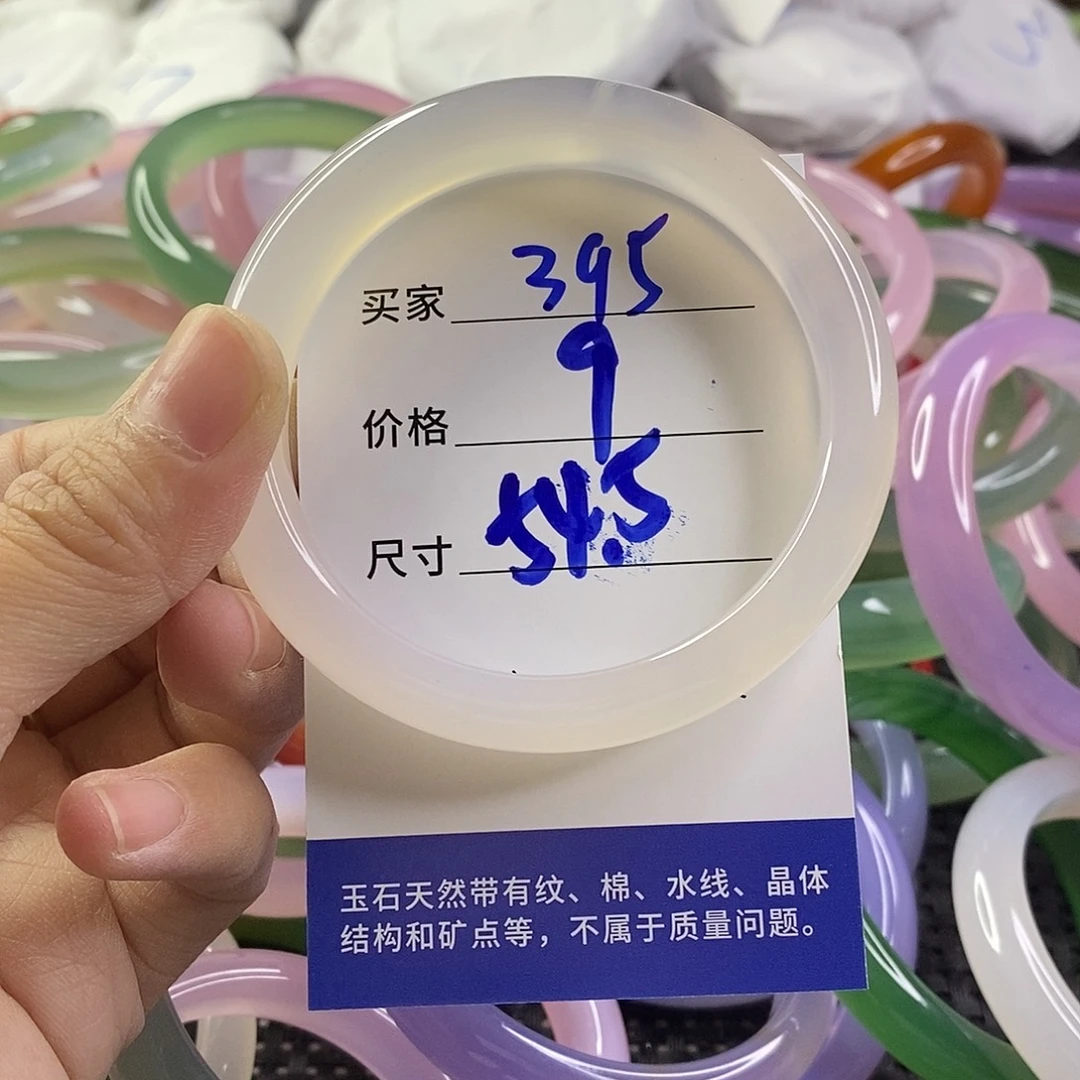 买家 395
价格 9
尺寸 54.5
玉石天然带有纹、棉、水线、晶体
结构和矿点等，不属于质量问题。